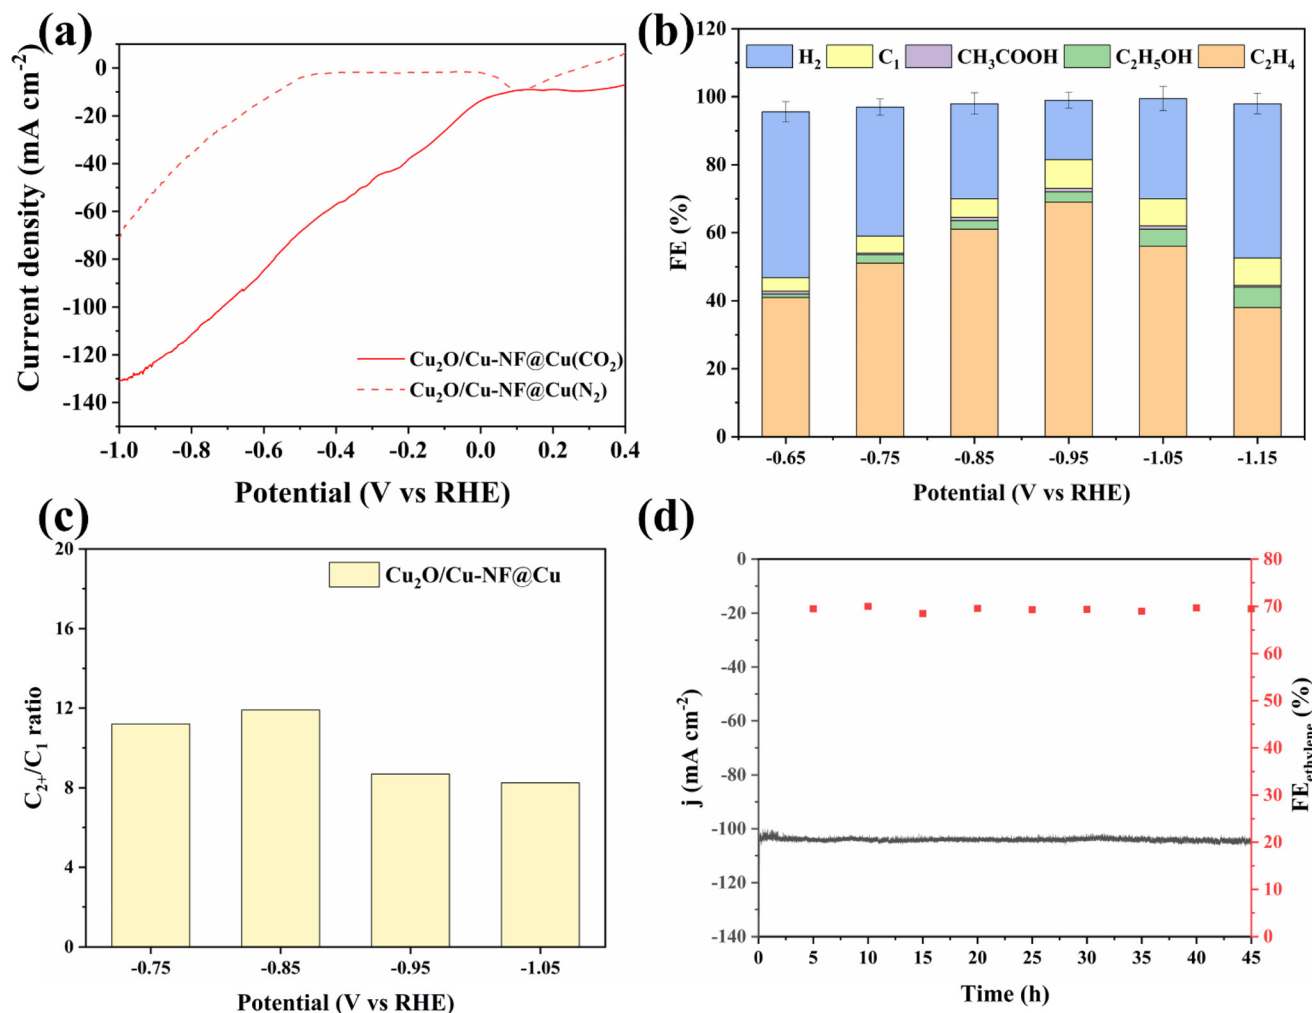 (a)
Current density (mA cm⁻²)
0
-20
-40
-60
-80
-100
-120
-140
Cu₂O/Cu-NF@Cu(CO₂)
Cu₂O/Cu-NF@Cu(N₂)
-1.0 -0.8 -0.6 -0.4 -0.2 0.0 0.2 0.4
Potential (V vs RHE)
(b)
FE (%)
120
100
80
60
40
20
0
H₂ C₁ CH₃COOH C₂H₅OH C₂H₄
-0.65 -0.75 -0.85 -0.95 -1.05 -1.15
Potential (V vs RHE)
(c)
C₂₊/C₁ ratio
20
16
12
8
4
0
Cu₂O/Cu-NF@Cu
-0.75 -0.85 -0.95 -1.05
Potential (V vs RHE)
(d)
j (mA cm⁻²)
0
-20
-40
-60
-80
-100
-120
-140
80
70
60
50
40
30
20
10
0
FEethylene (%)
0 5 10 15 20 25 30 35 40 45
Time (h)